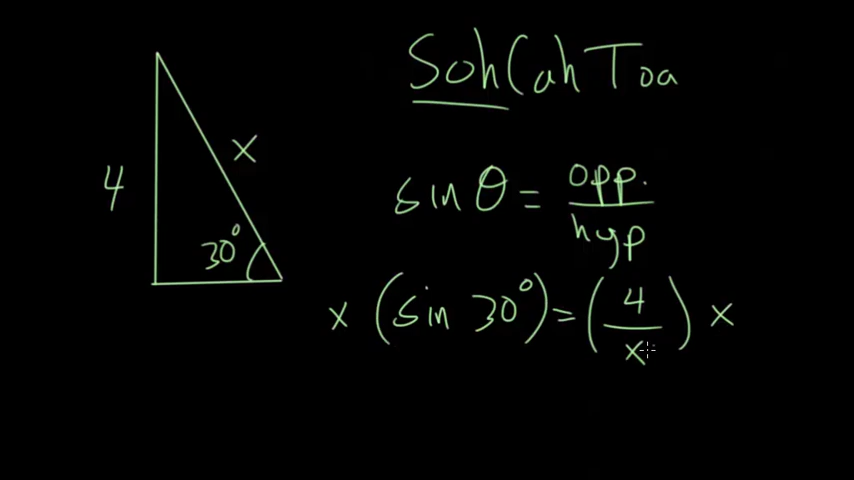 SohCahToa
4
x
30°
sin θ = opp. / hyp
x (sin 30°) = (4 / x) x